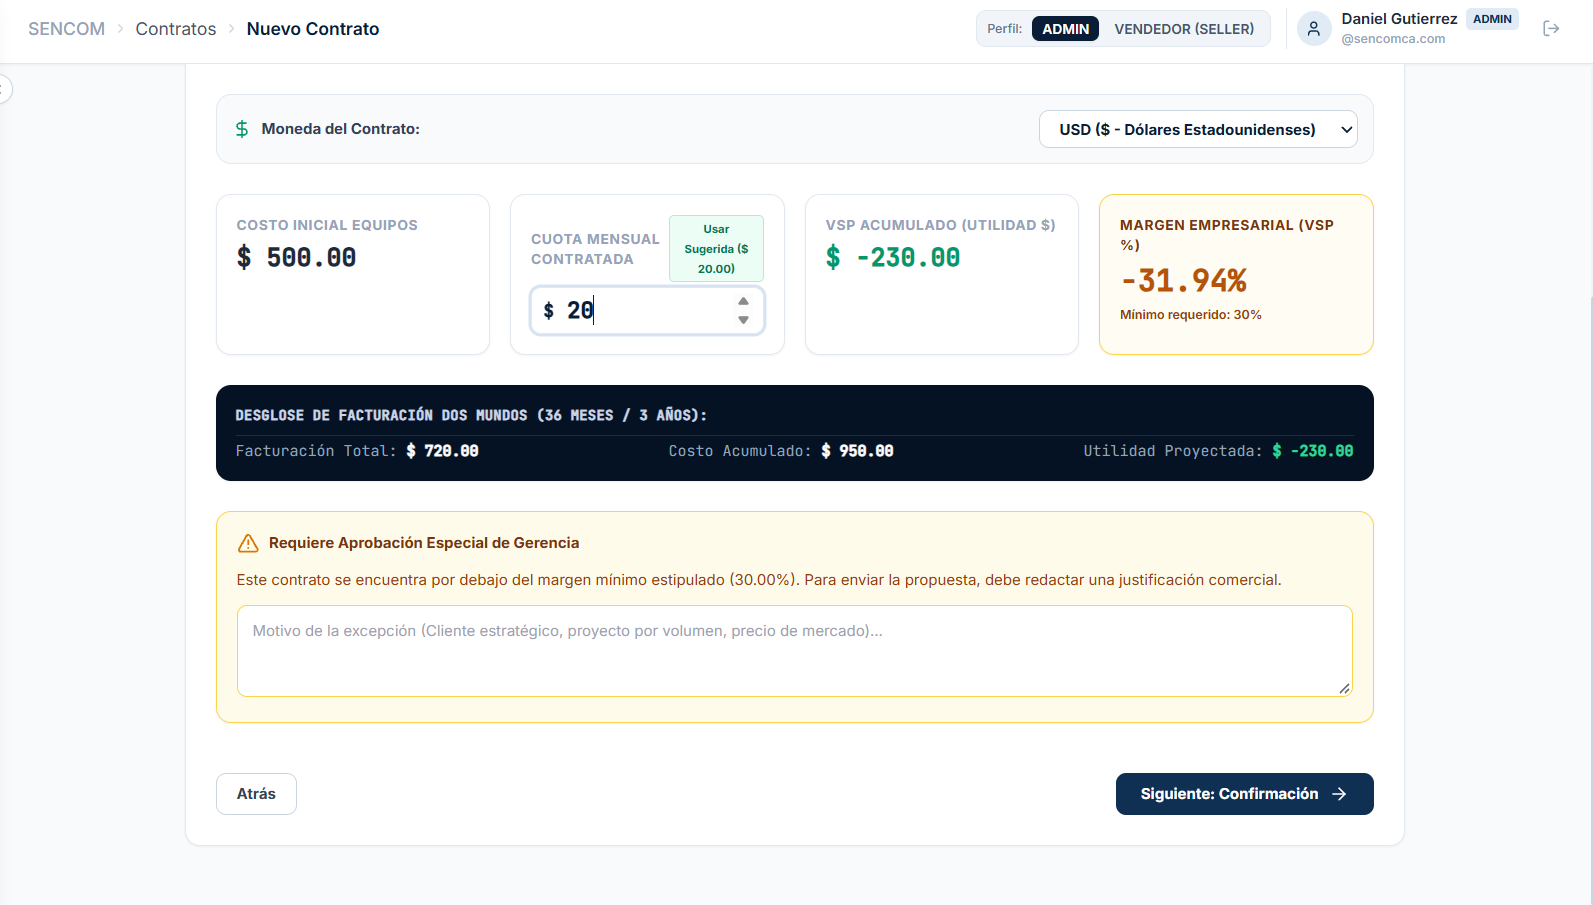 SENCOM > Contratos > Nuevo Contrato
Perfil: ADMIN VENDEDOR (SELLER)
Daniel Gutierrez ADMIN
@sencomca.com
$ Moneda del Contrato:
USD ($ - Dólares Estadounidenses)
COSTO INICIAL EQUIPOS
$ 500.00
CUOTA MENSUAL
CONTRATADA
Usar
Sugerida ($
20.00)
$ 20
VSP ACUMULADO (UTILIDAD $)
$ -230.00
MARGEN EMPRESARIAL (VSP
%)
-31.94%
Mínimo requerido: 30%
DESGLOSE DE FACTURACIÓN DOS MUNDOS (36 MESES / 3 AÑOS):
Facturación Total: $ 720.00
Costo Acumulado: $ 950.00
Utilidad Proyectada: $ -230.00
Requiere Aprobación Especial de Gerencia
Este contrato se encuentra por debajo del margen mínimo estipulado (30.00%). Para enviar la propuesta, debe redactar una justificación comercial.
Motivo de la excepción (Cliente estratégico, proyecto por volumen, precio de mercado)...
Atrás
Siguiente: Confirmación →